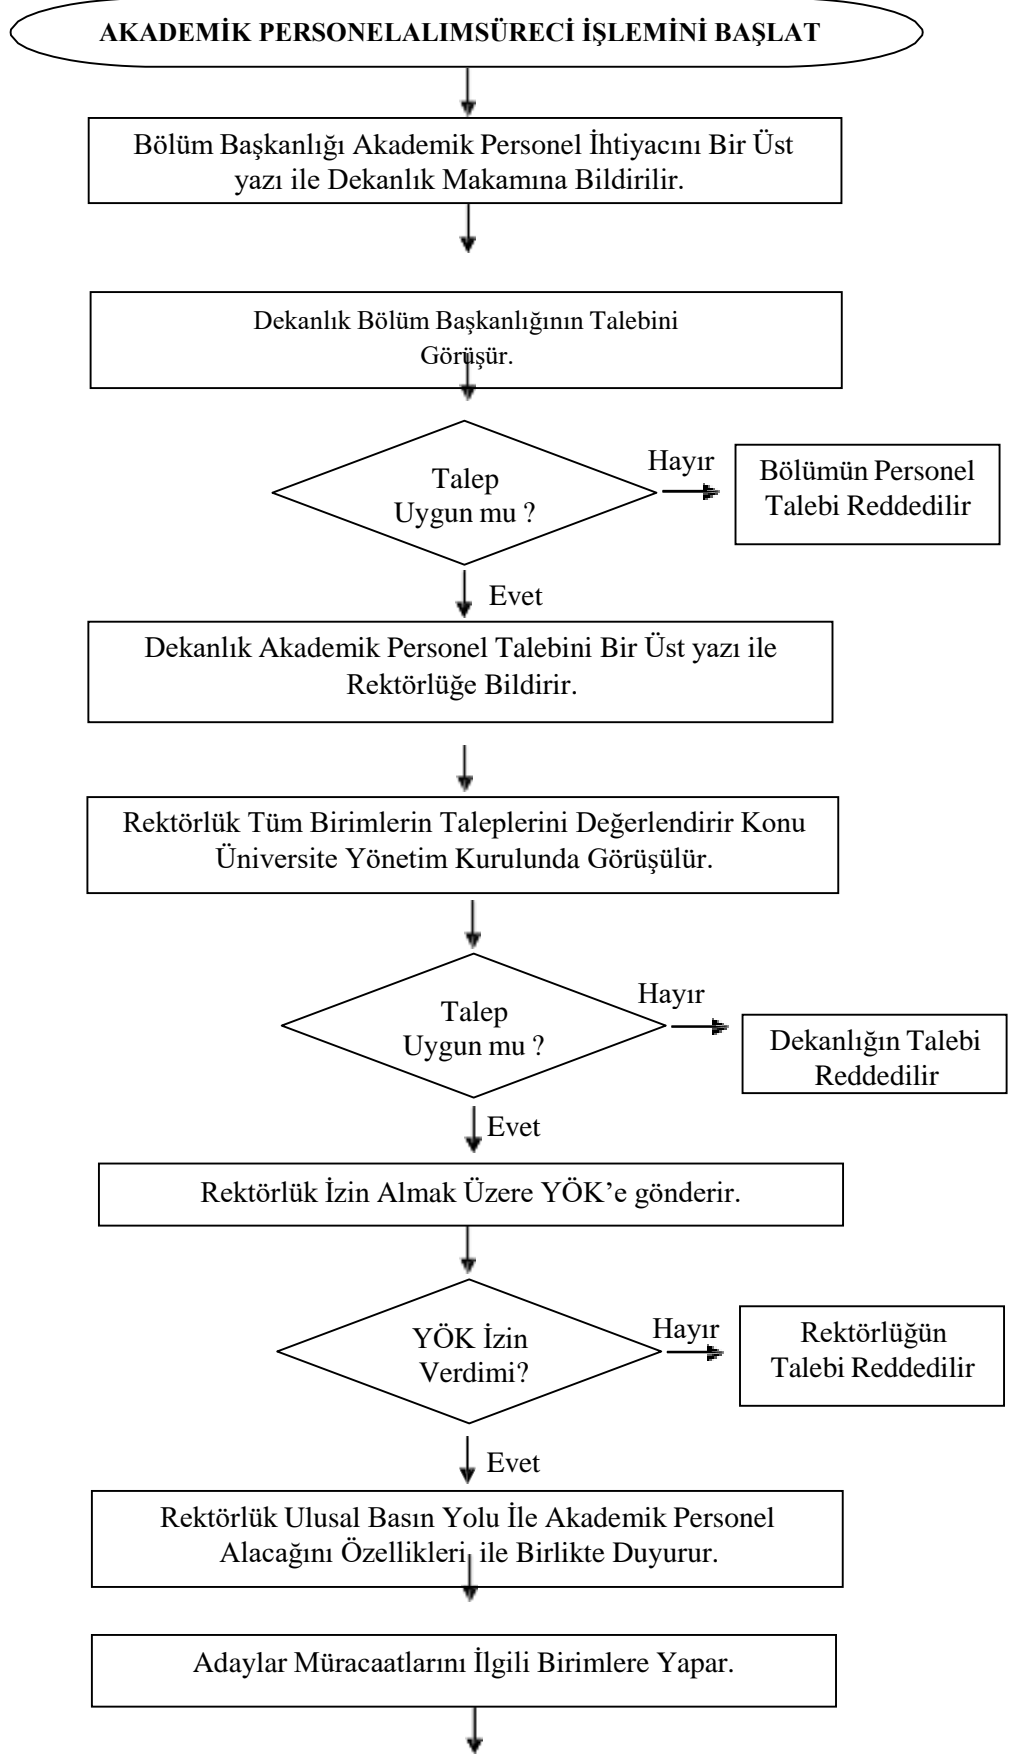 AKADEMİK PERSONELALIMSÜRECİ İŞLEMİNİ BAŞLAT
Bölüm Başkanlığı Akademik Personel İhtiyacını Bir Üst
yazı ile Dekanlık Makamına Bildirilir.
Dekanlık Bölüm Başkanlığının Talebini
Görüşür.
Talep
Uygun mu ?
Hayır
Bölümün Personel
Talebi Reddedilir
Evet
Dekanlık Akademik Personel Talebini Bir Üst yazı ile
Rektörlüğe Bildirir.
Rektörlük Tüm Birimlerin Taleplerini Değerlendirir Konu
Üniversite Yönetim Kurulunda Görüşülür.
Talep
Uygun mu ?
Hayır
Dekanlığın Talebi
Reddedilir
Evet
Rektörlük İzin Almak Üzere YÖK’e gönderir.
YÖK İzin
Verdimi?
Hayır
Rektörlüğün
Talebi Reddedilir
Evet
Rektörlük Ulusal Basın Yolu İle Akademik Personel
Alacağını Özellikleri ile Birlikte Duyurur.
Adaylar Müracaatlarını İlgili Birimlere Yapar.